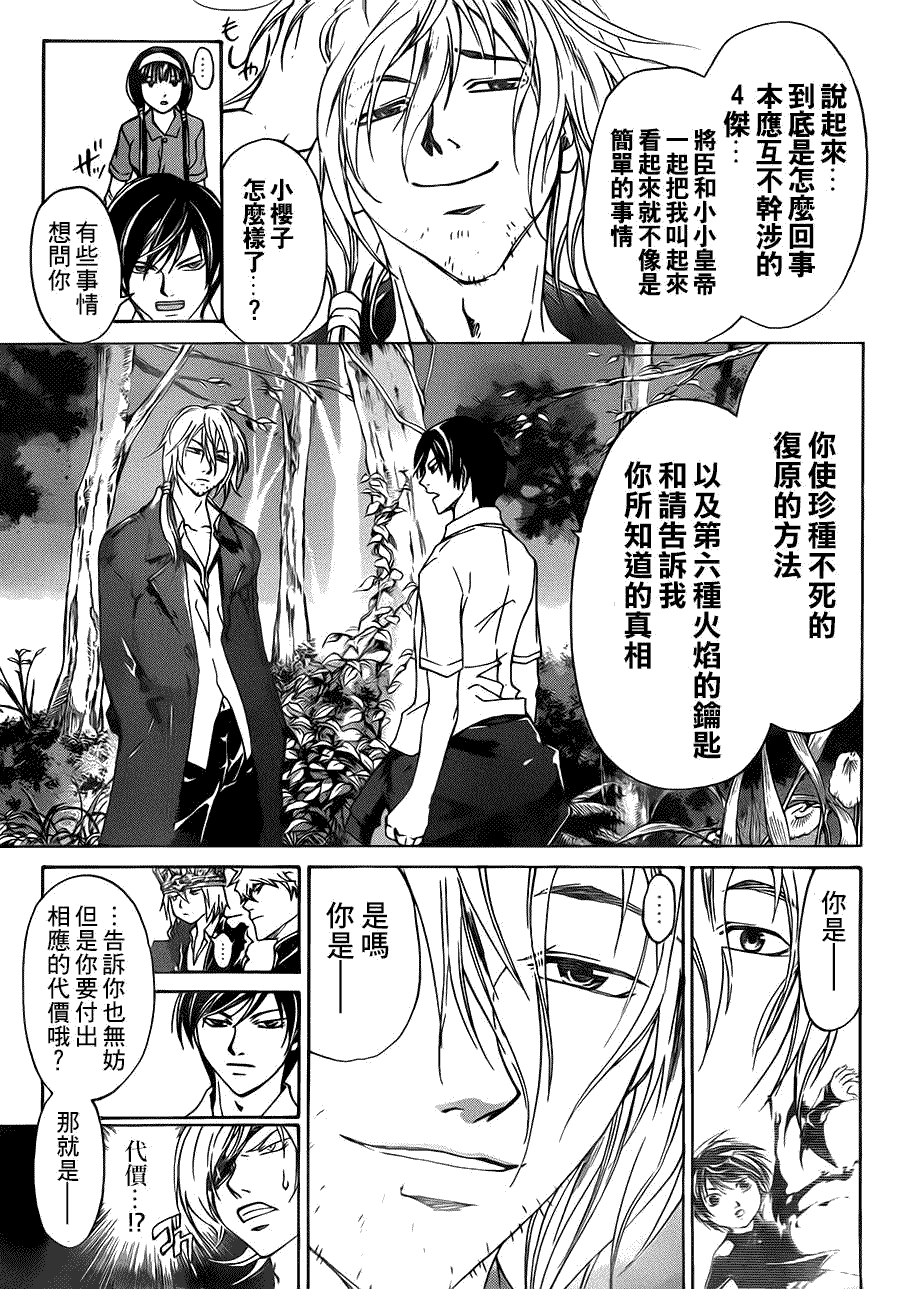 說起來…
到底是怎麼回事
本應互不幹涉的
4傑…
將臣和小小皇帝
一起把我叫起來
看起來就不像是
簡單的事情
もしゃ
小櫻子
怎麼樣了…?
……
ザッ
有些事情
想問你
你使珍種不死的
復原的方法
以及第六種火焰的鑰匙
和請告訴我
你所知道的真相
你是——
……
是嗎
你是——
…告訴你也無妨
但是你要付出
相應的代價哦?
那就是——
代價…!?